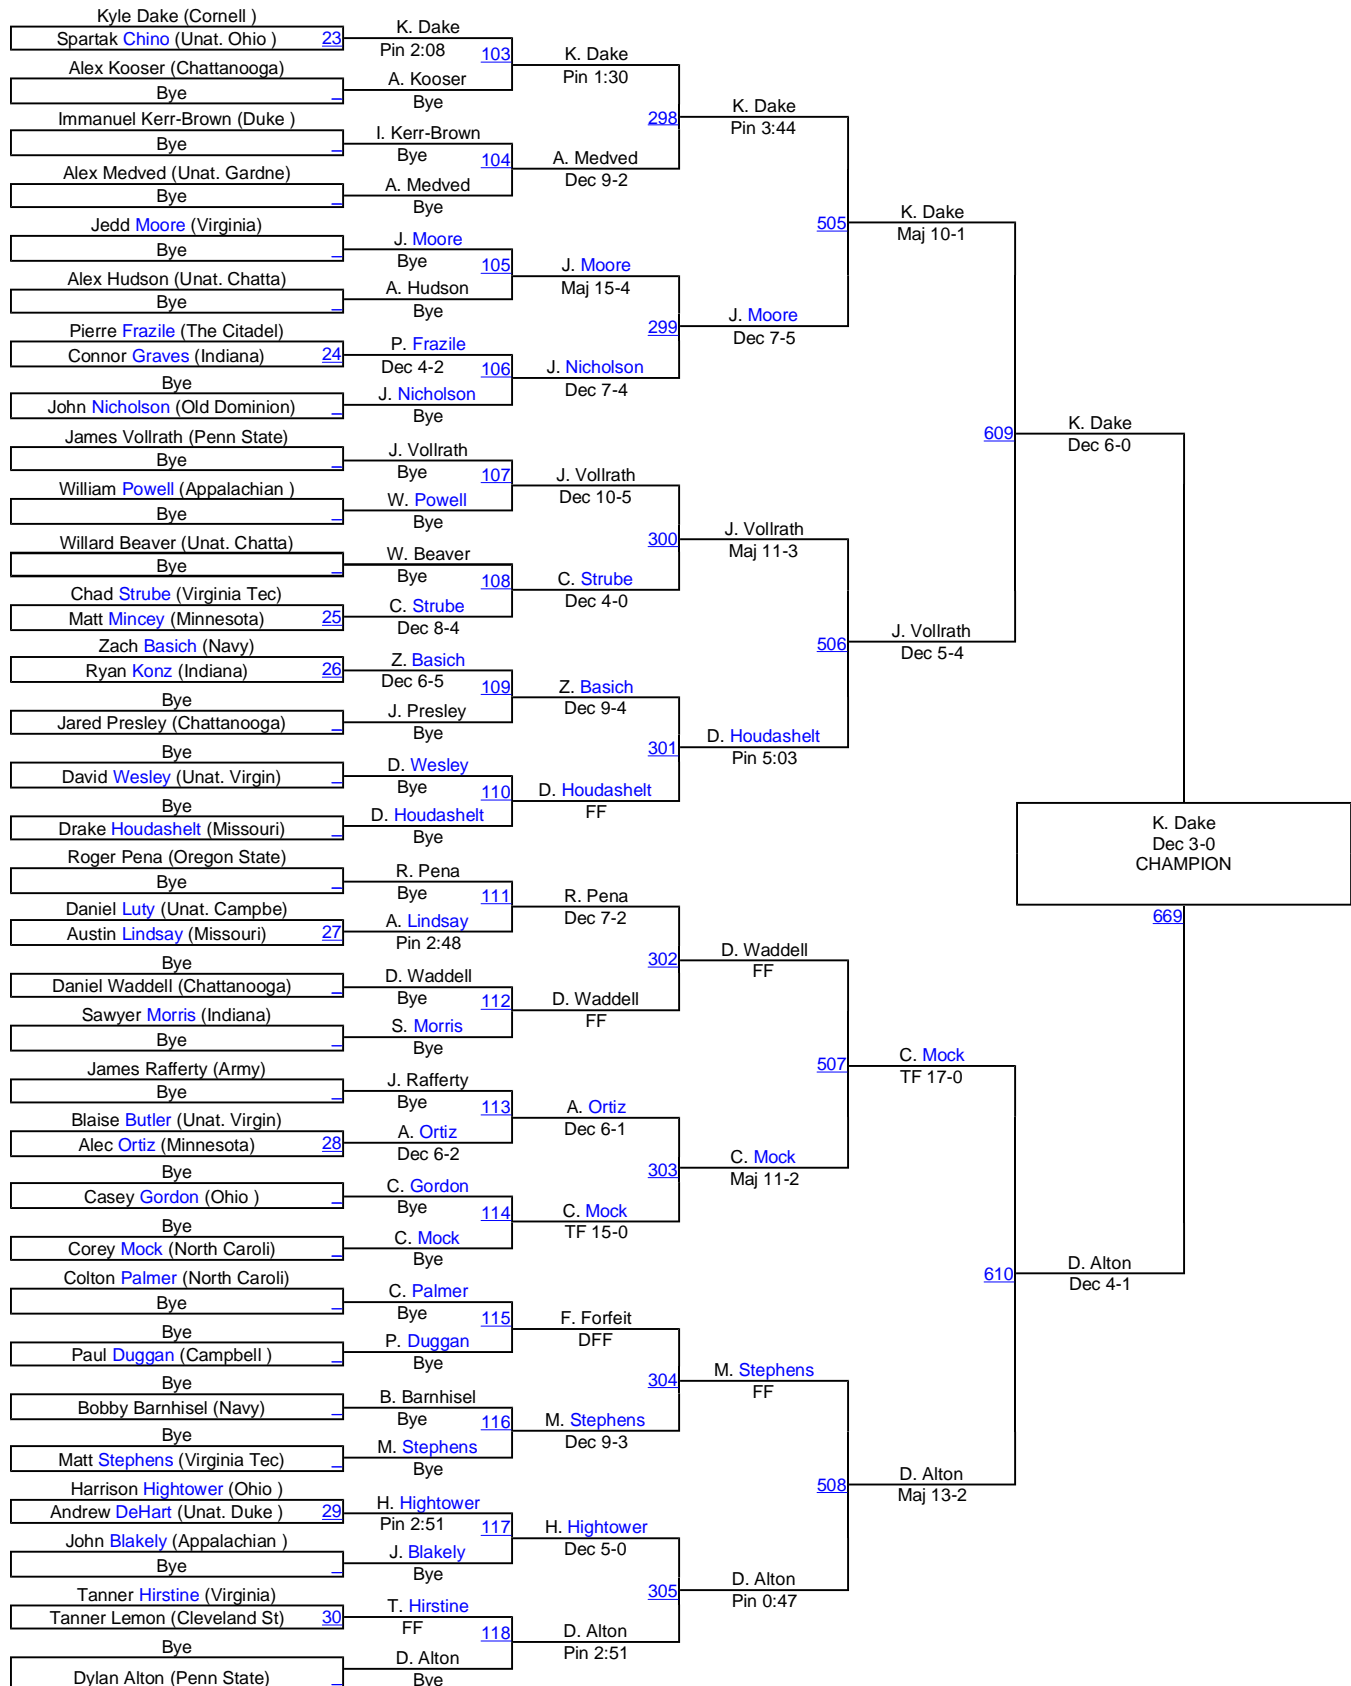 Kyle Dake (Cornell )
Spartak Chino (Unat. Ohio ) 23
Alex Kooser (Chattanooga)
Bye
Immanuel Kerr-Brown (Duke )
Bye
Alex Medved (Unat. Gardne)
Bye
Jedd Moore (Virginia)
Bye
Alex Hudson (Unat. Chatta)
Bye
Pierre Frazile (The Citadel)
Connor Graves (Indiana) 24
Bye
John Nicholson (Old Dominion)
James Vollrath (Penn State)
Bye
William Powell (Appalachian )
Bye
Willard Beaver (Unat. Chatta)
Bye
Chad Strube (Virginia Tec)
Matt Mincey (Minnesota) 25
Zach Basich (Navy)
Ryan Konz (Indiana) 26
Bye
Jared Presley (Chattanooga)
Bye
David Wesley (Unat. Virgin)
Bye
Drake Houdashelt (Missouri)
Roger Pena (Oregon State)
Bye
Daniel Luty (Unat. Campbe)
Austin Lindsay (Missouri) 27
Bye
Daniel Waddell (Chattanooga)
Sawyer Morris (Indiana)
Bye
James Rafferty (Army)
Bye
Blaise Butler (Unat. Virgin)
Alec Ortiz (Minnesota) 28
Bye
Casey Gordon (Ohio )
Bye
Corey Mock (North Caroli)
Colton Palmer (North Caroli)
Bye
Bye
Paul Duggan (Campbell )
Bye
Bobby Barnhisel (Navy)
Bye
Matt Stephens (Virginia Tec)
Harrison Hightower (Ohio )
Andrew DeHart (Unat. Duke ) 29
John Blakely (Appalachian )
Bye
Tanner Hirstine (Virginia)
Tanner Lemon (Cleveland St) 30
Bye
Dylan Alton (Penn State)
K. Dake
Pin 2:08
103
A. Kooser
Bye
I. Kerr-Brown
Bye
104
A. Medved
Bye
J. Moore
Bye
105
A. Hudson
Bye
P. Frazile
Dec 4-2
106
J. Nicholson
Bye
J. Vollrath
Bye
107
W. Powell
Bye
W. Beaver
Bye
108
C. Strube
Dec 8-4
Z. Basich
Dec 6-5
109
J. Presley
Bye
D. Wesley
Bye
110
D. Houdashelt
Bye
R. Pena
Bye
111
A. Lindsay
Pin 2:48
D. Waddell
Bye
112
S. Morris
Bye
J. Rafferty
Bye
113
A. Ortiz
Dec 6-2
C. Gordon
Bye
114
C. Mock
Bye
C. Palmer
Bye
115
P. Duggan
Bye
B. Barnhisel
Bye
116
M. Stephens
Bye
H. Hightower
Pin 2:51
117
J. Blakely
Bye
T. Hirstine
FF
118
D. Alton
Bye
K. Dake
Pin 1:30
298
A. Medved
Dec 9-2
J. Moore
Maj 15-4
299
J. Nicholson
Dec 7-4
J. Vollrath
Dec 10-5
300
C. Strube
Dec 4-0
Z. Basich
Dec 9-4
301
D. Houdashelt
FF
R. Pena
Dec 7-2
302
D. Waddell
FF
A. Ortiz
Dec 6-1
303
C. Mock
TF 15-0
F. Forfeit
DFF
304
M. Stephens
Dec 9-3
H. Hightower
Dec 5-0
305
D. Alton
Pin 2:51
K. Dake
Pin 3:44
505
J. Moore
Dec 7-5
J. Vollrath
Maj 11-3
506
D. Houdashelt
Pin 5:03
D. Waddell
FF
507
C. Mock
Maj 11-2
M. Stephens
FF
508
D. Alton
Pin 0:47
K. Dake
Maj 10-1
609
J. Vollrath
Dec 5-4
C. Mock
TF 17-0
610
D. Alton
Maj 13-2
K. Dake
Dec 6-0
D. Alton
Dec 4-1
K. Dake
Dec 3-0
CHAMPION
669